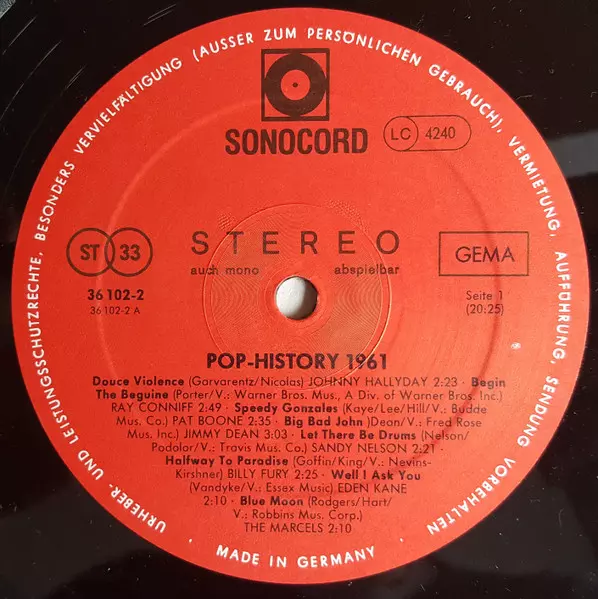 URHEBER- UND LEISTUNGSSCHUTZRECHTE, BESONDERS VERVIELFÄLTIGUNG (AUSSER ZUM PERSÖNLICHEN GEBRAUCH), VERMIETUNG, AUFFÜHRUNG, SENDUNG VORBEHALTEN
SONOCORD
LC 4240
ST 33
STEREO
auch mono abspielbar
GEMA
36 102-2
36 102-2 A
Seite 1
(20:25)
POP-HISTORY 1961
Douce Violence (Garvarentz/Nicolas) JOHNNY HALLYDAY 2:23 · Begin
The Beguine (Porter/V.: Warner Bros. Mus., A Div. of Warner Bros. Inc.)
RAY CONNIFF 2:49 · Speedy Gonzales (Kaye/Lee/Hill/V.: Budde
Mus. Co.) PAT BOONE 2:35 · Big Bad John )Dean/V.: Fred Rose
Mus. Inc.) JIMMY DEAN 3:03 · Let There Be Drums (Nelson/
Podolor/V.: Travis Mus. Co.) SANDY NELSON 2:21 ·
Halfway To Paradise (Goffin/King/V.: Nevins-
Kirshner) BILLY FURY 2:25 · Well I Ask You
(Vandyke/V.: Essex Music) EDEN KANE
2:10 · Blue Moon (Rodgers/Hart/
V.: Robbins Mus. Corp.)
THE MARCELS 2:10
· MADE IN GERMANY ·